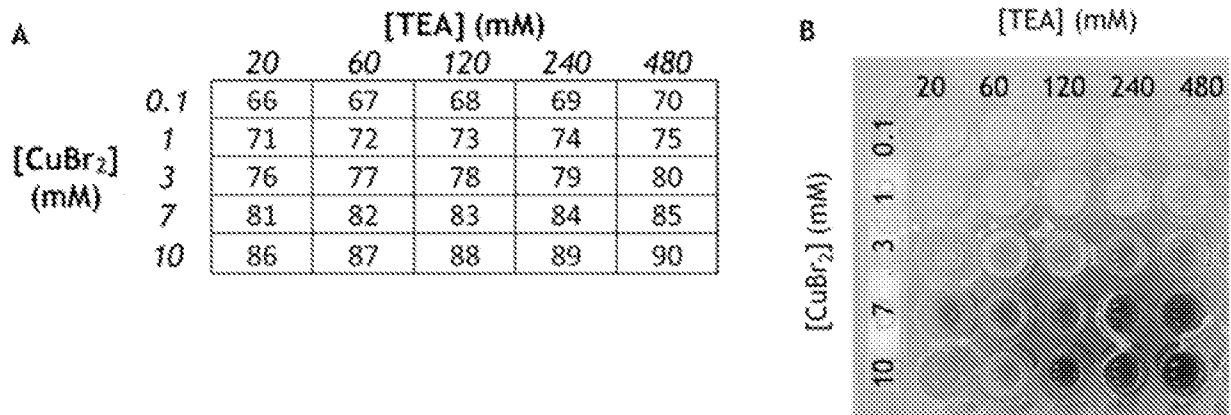 A
[TEA] (mM)
20 60 120 240 480
0.1 66 67 68 69 70
1 71 72 73 74 75
[CuBr2] (mM)
3 76 77 78 79 80
7 81 82 83 84 85
10 86 87 88 89 90
B
[TEA] (mM)
20 60 120 240 480
[CuBr2] (mM)
0.1
1
3
7
10